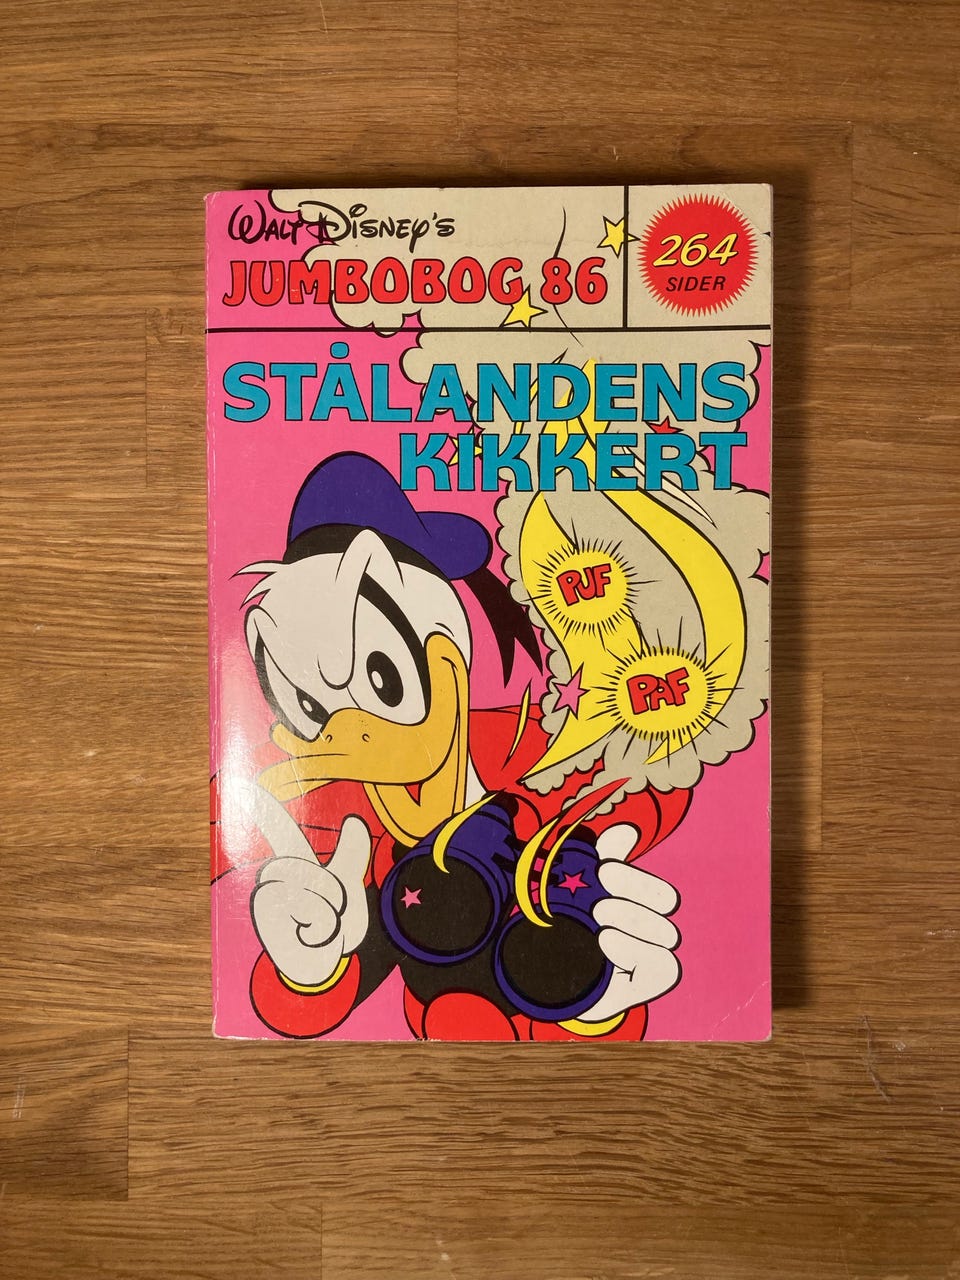 WALT DISNEY'S
JUMBOBOG 86
264
SIDER
STÅLANDENS
KIKKERT
PUF
PAF